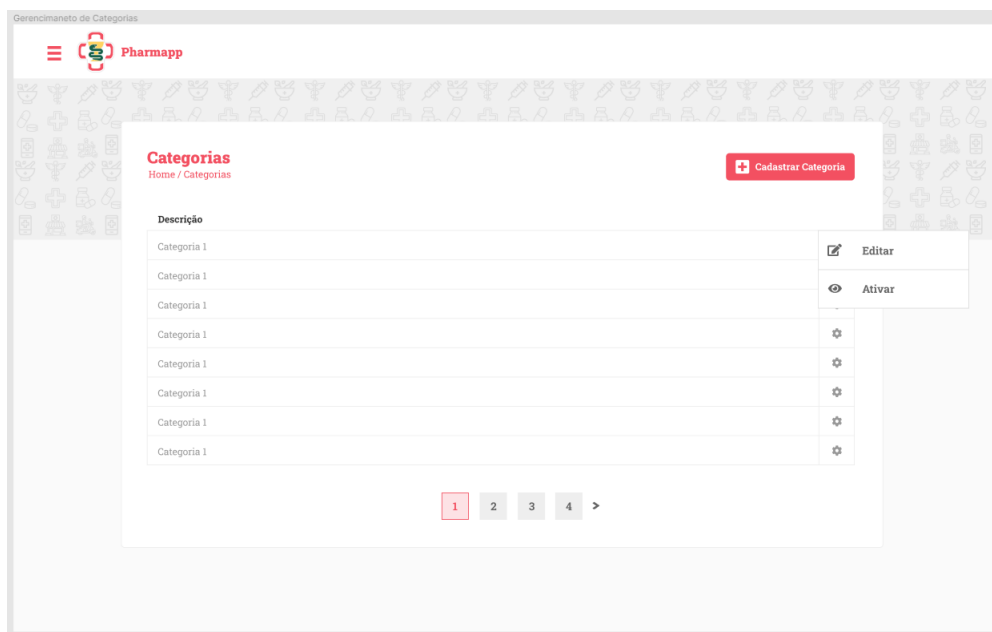 Gerencimaneto de Categorias
Pharmapp
Categorias
Home / Categorias
Cadastrar Categoria
Descrição
Categoria 1
Editar
Categoria 1
Ativar
Categoria 1
Categoria 1
Categoria 1
Categoria 1
Categoria 1
Categoria 1
1 2 3 4 >